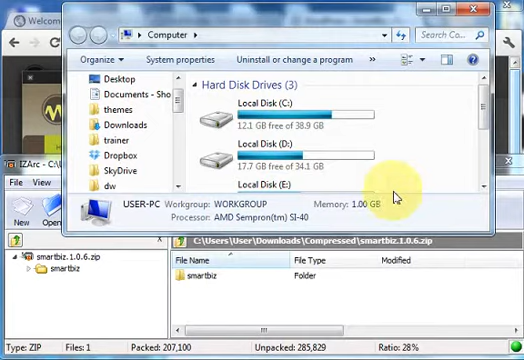 Welcom
Computer
Search Co...
Organize
System properties
Uninstall or change a program
»
Desktop
Documents - Sho
themes
Downloads
trainer
Dropbox
SkyDrive
dw
Hard Disk Drives (3)
Local Disk (C:)
12.1 GB free of 38.9 GB
Local Disk (D:)
17.7 GB free of 34.1 GB
Local Disk (E:)
USER-PC Workgroup: WORKGROUP Memory: 1.00 GB
Processor: AMD Sempron(tm) SI-40
IZArc - C:\U
File Edit
New Open
C:\Users\User\Downloads\Compressed\smartbiz.1.0.6.zip
smartbiz.1.0.6.zip
smartbiz
File Name File Type Modified
smartbiz Folder
Type: ZIP Files: 1 Packed: 207,100 Unpacked: 285,829 Ratio: 28%